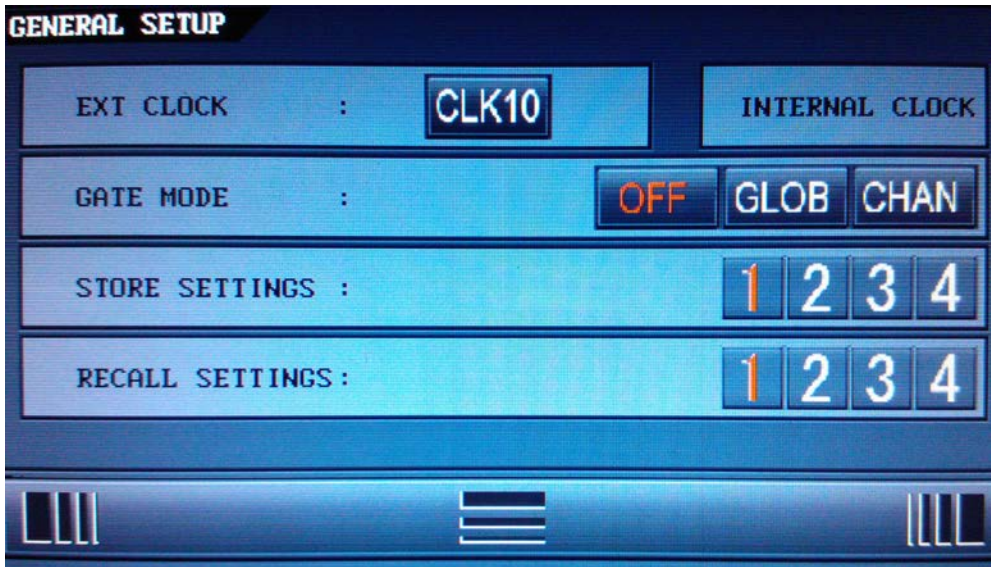 GENERAL SETUP
EXT CLOCK : CLK10 INTERNAL CLOCK
GATE MODE : OFF GLOB CHAN
STORE SETTINGS : 1 2 3 4
RECALL SETTINGS: 1 2 3 4